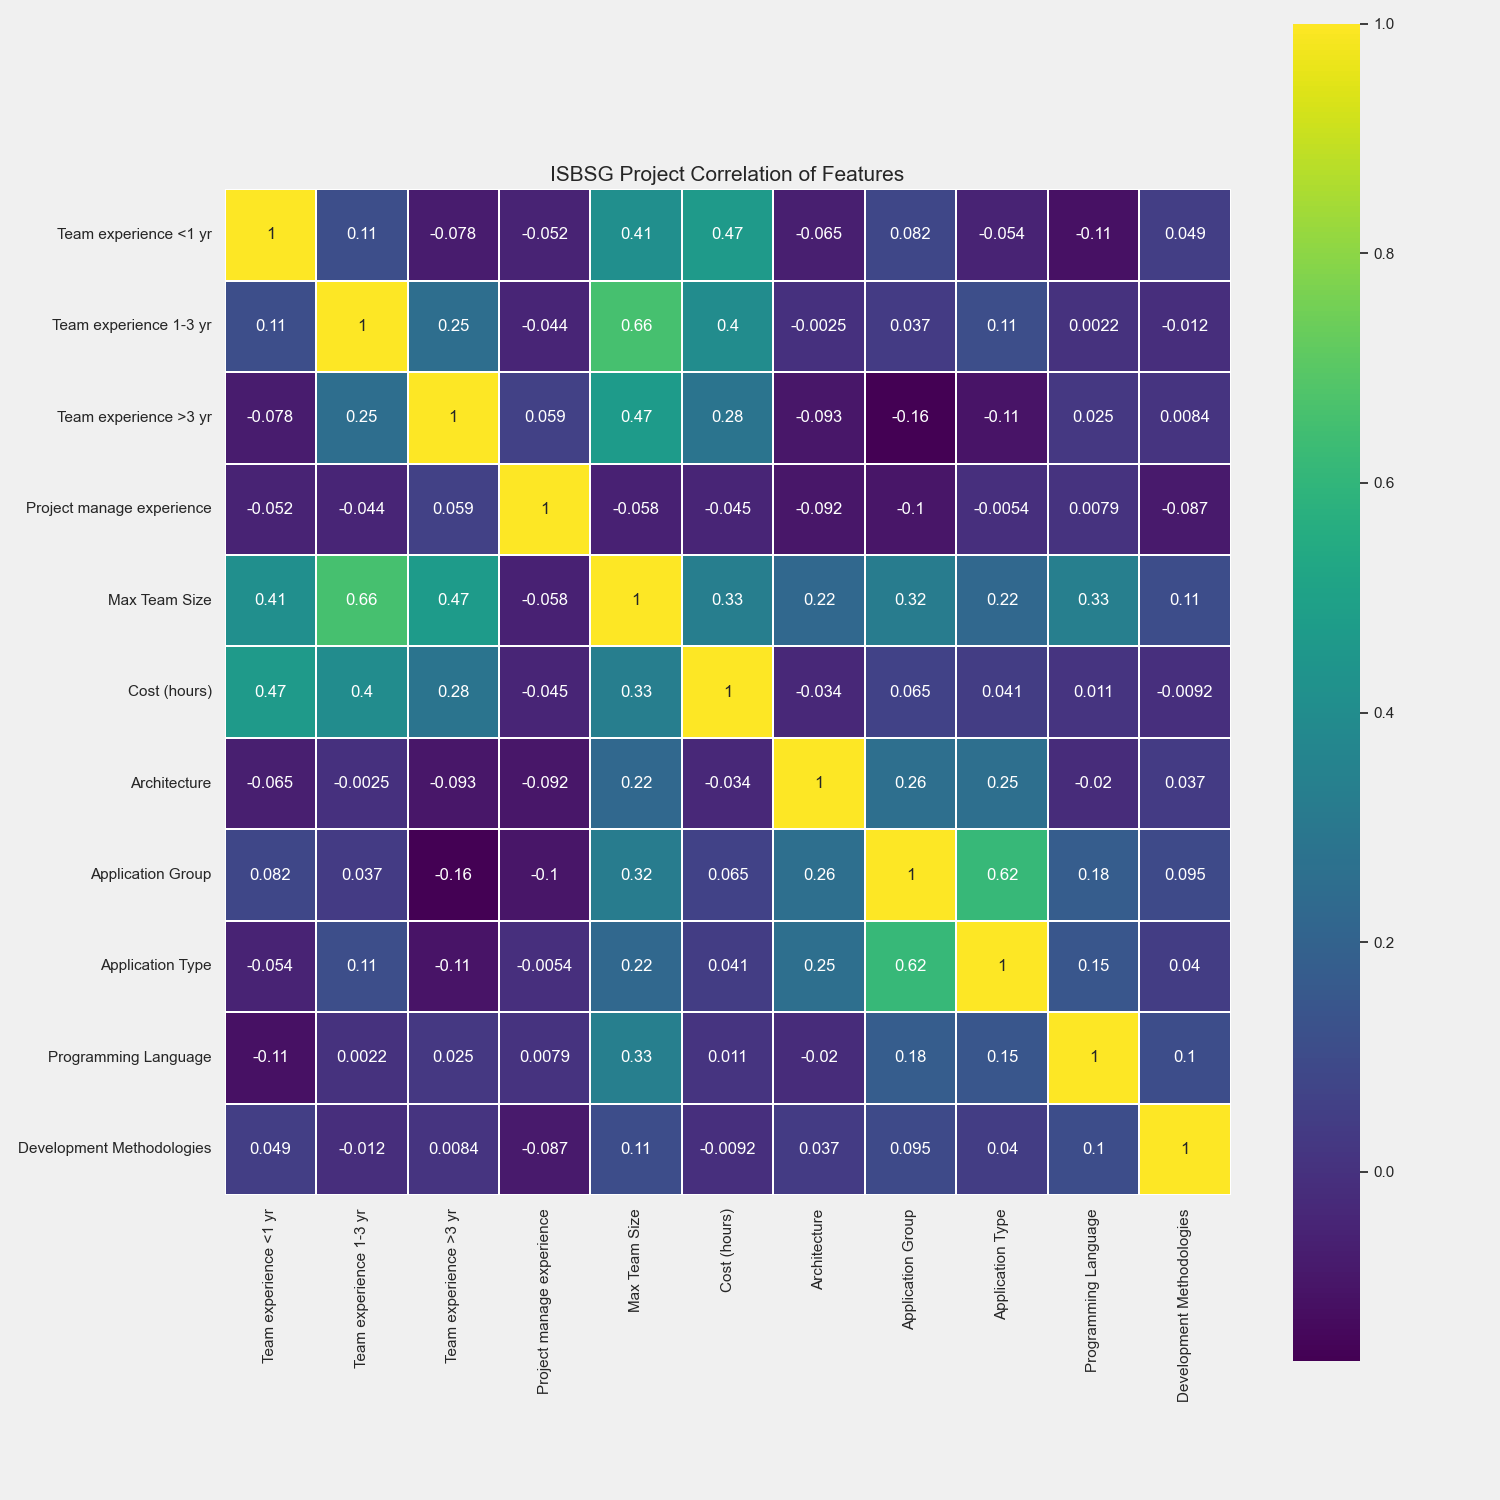 ISBSG Project Correlation of Features
Team experience <1 yr 1 0.11 -0.078 -0.052 0.41 0.47 -0.065 0.082 -0.054 -0.11 0.049
Team experience 1-3 yr 0.11 1 0.25 -0.044 0.66 0.4 -0.0025 0.037 0.11 0.0022 -0.012
Team experience >3 yr -0.078 0.25 1 0.059 0.47 0.28 -0.093 -0.16 -0.11 0.025 0.0084
Project manage experience -0.052 -0.044 0.059 1 -0.058 -0.045 -0.092 -0.1 -0.0054 0.0079 -0.087
Max Team Size 0.41 0.66 0.47 -0.058 1 0.33 0.22 0.32 0.22 0.33 0.11
Cost (hours) 0.47 0.4 0.28 -0.045 0.33 1 -0.034 0.065 0.041 0.011 -0.0092
Architecture -0.065 -0.0025 -0.093 -0.092 0.22 -0.034 1 0.26 0.25 -0.02 0.037
Application Group 0.082 0.037 -0.16 -0.1 0.32 0.065 0.26 1 0.62 0.18 0.095
Application Type -0.054 0.11 -0.11 -0.0054 0.22 0.041 0.25 0.62 1 0.15 0.04
Programming Language -0.11 0.0022 0.025 0.0079 0.33 0.011 -0.02 0.18 0.15 1 0.1
Development Methodologies 0.049 -0.012 0.0084 -0.087 0.11 -0.0092 0.037 0.095 0.04 0.1 1
Team experience <1 yr
Team experience 1-3 yr
Team experience >3 yr
Project manage experience
Max Team Size
Cost (hours)
Architecture
Application Group
Application Type
Programming Language
Development Methodologies
1.0
0.8
0.6
0.4
0.2
0.0